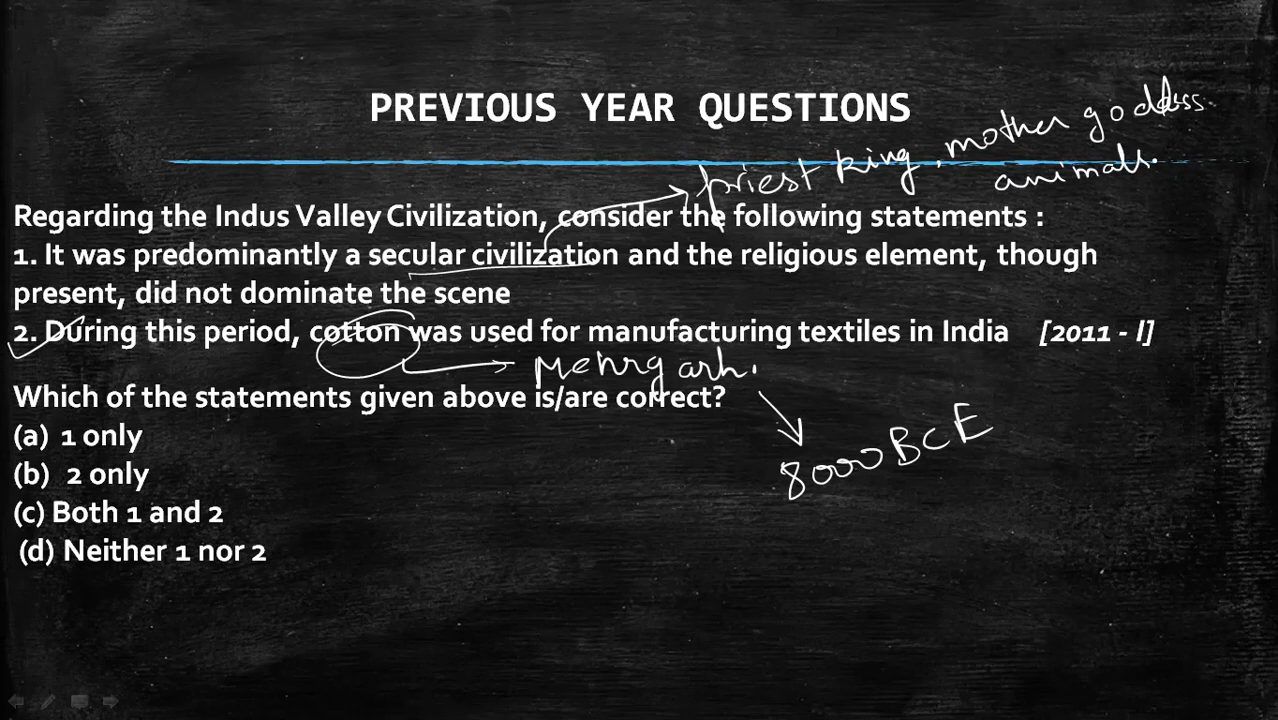 PREVIOUS YEAR QUESTIONS
priest king, mother goddess
animals.
Regarding the Indus Valley Civilization, consider the following statements :
1. It was predominantly a secular civilization and the religious element, though
present, did not dominate the scene
2. During this period, cotton was used for manufacturing textiles in India [2011 - I]
Mehrgarh.
Which of the statements given above is/are correct?
(a) 1 only
8000 BCE
(b) 2 only
(c) Both 1 and 2
(d) Neither 1 nor 2